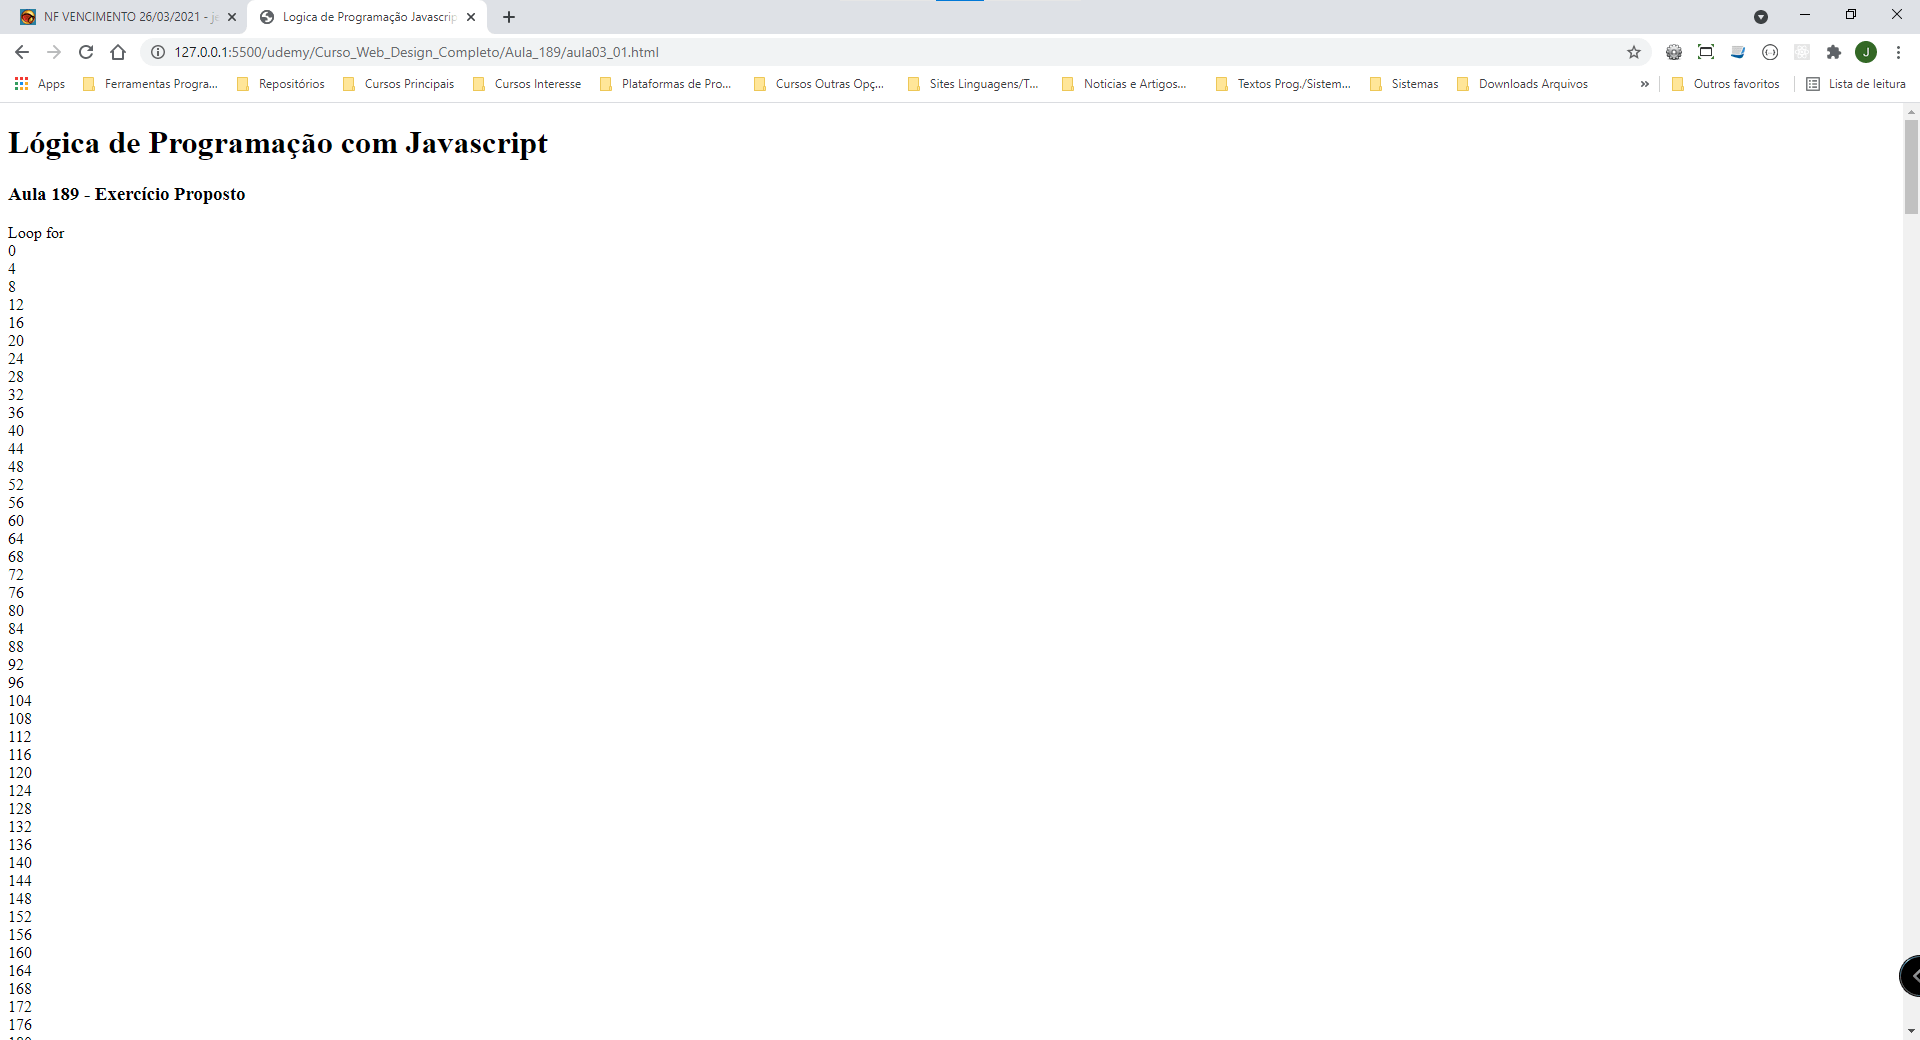 NF VENCIMENTO 26/03/2021 - je
Logica de Programação Javascrip
127.0.0.1:5500/udemy/Curso_Web_Design_Completo/Aula_189/aula03_01.html
J
Apps
Ferramentas Progra...
Repositórios
Cursos Principais
Cursos Interesse
Plataformas de Pro...
Cursos Outras Opç...
Sites Linguagens/T...
Noticias e Artigos...
Textos Prog./Sistem...
Sistemas
Downloads Arquivos
»
Outros favoritos
Lista de leitura
Lógica de Programação com Javascript
Aula 189 - Exercício Proposto
Loop for
0
4
8
12
16
20
24
28
32
36
40
44
48
52
56
60
64
68
72
76
80
84
88
92
96
104
108
112
116
120
124
128
132
136
140
144
148
152
156
160
164
168
172
176